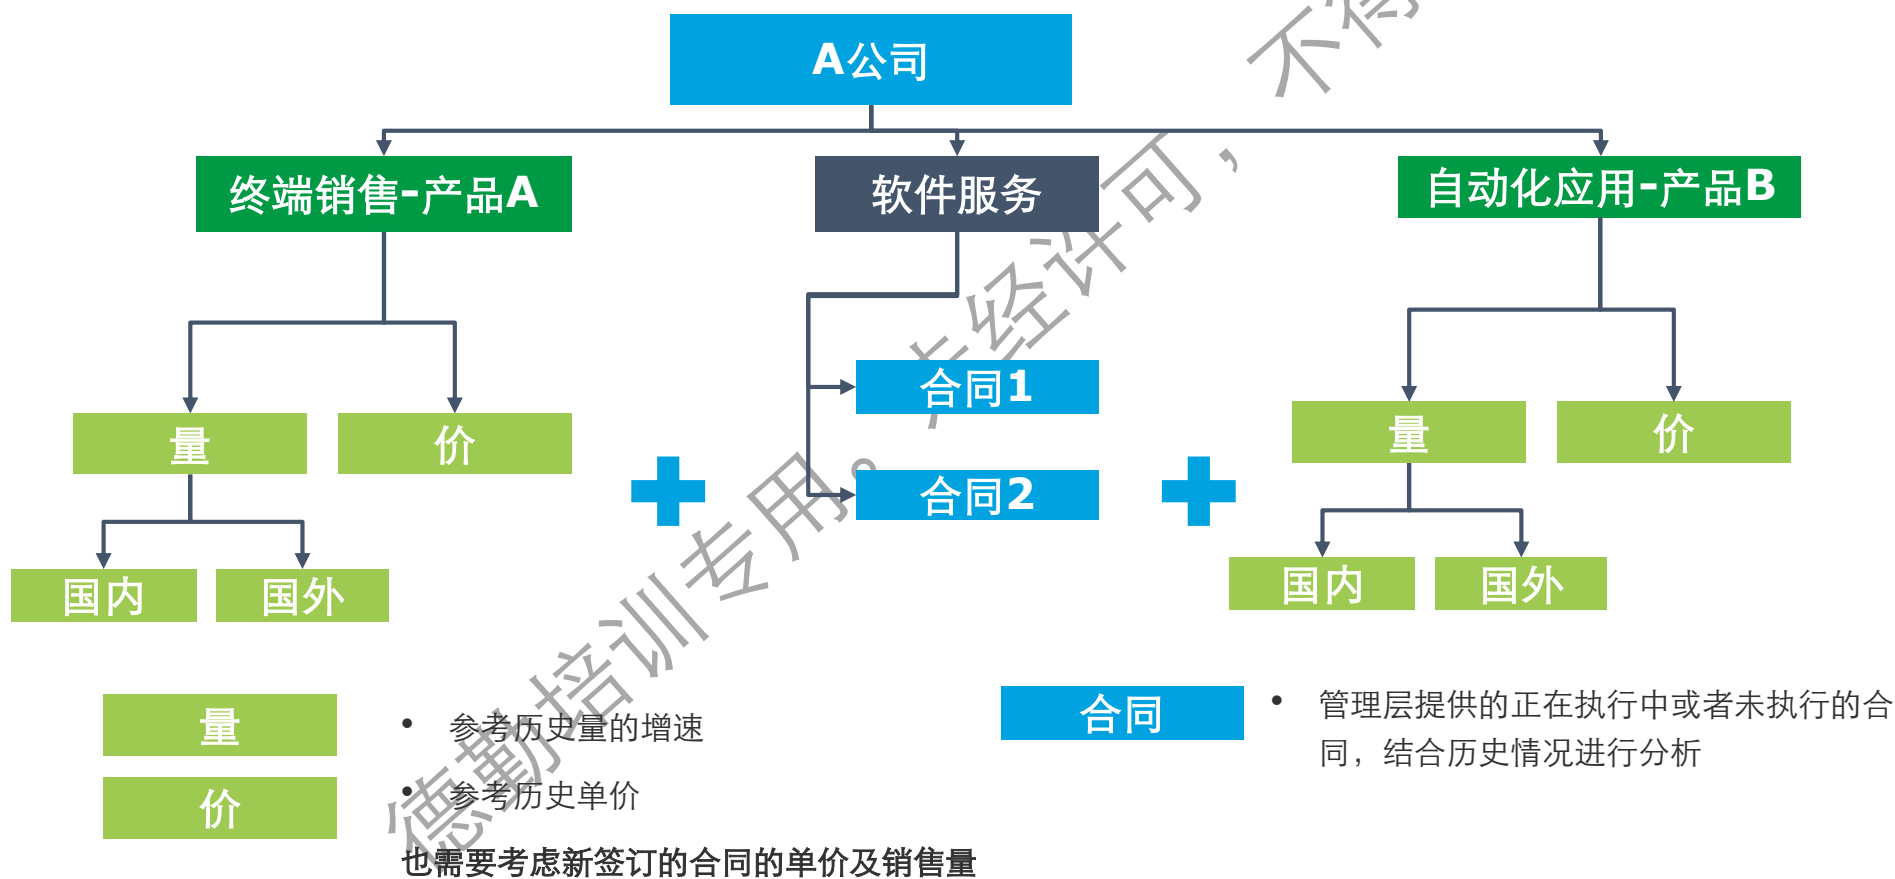 A公司
终端销售-产品A
软件服务
自动化应用-产品B
合同1
量
价
量
价
合同2
国内
国外
国内
国外
量
• 参考历史量的增速
价
• 参考历史单价
也需要考虑新签订的合同的单价及销售量
合同
• 管理层提供的正在执行中或者未执行的合
同，结合历史情况进行分析
德勤培训专用。未经许可，不得